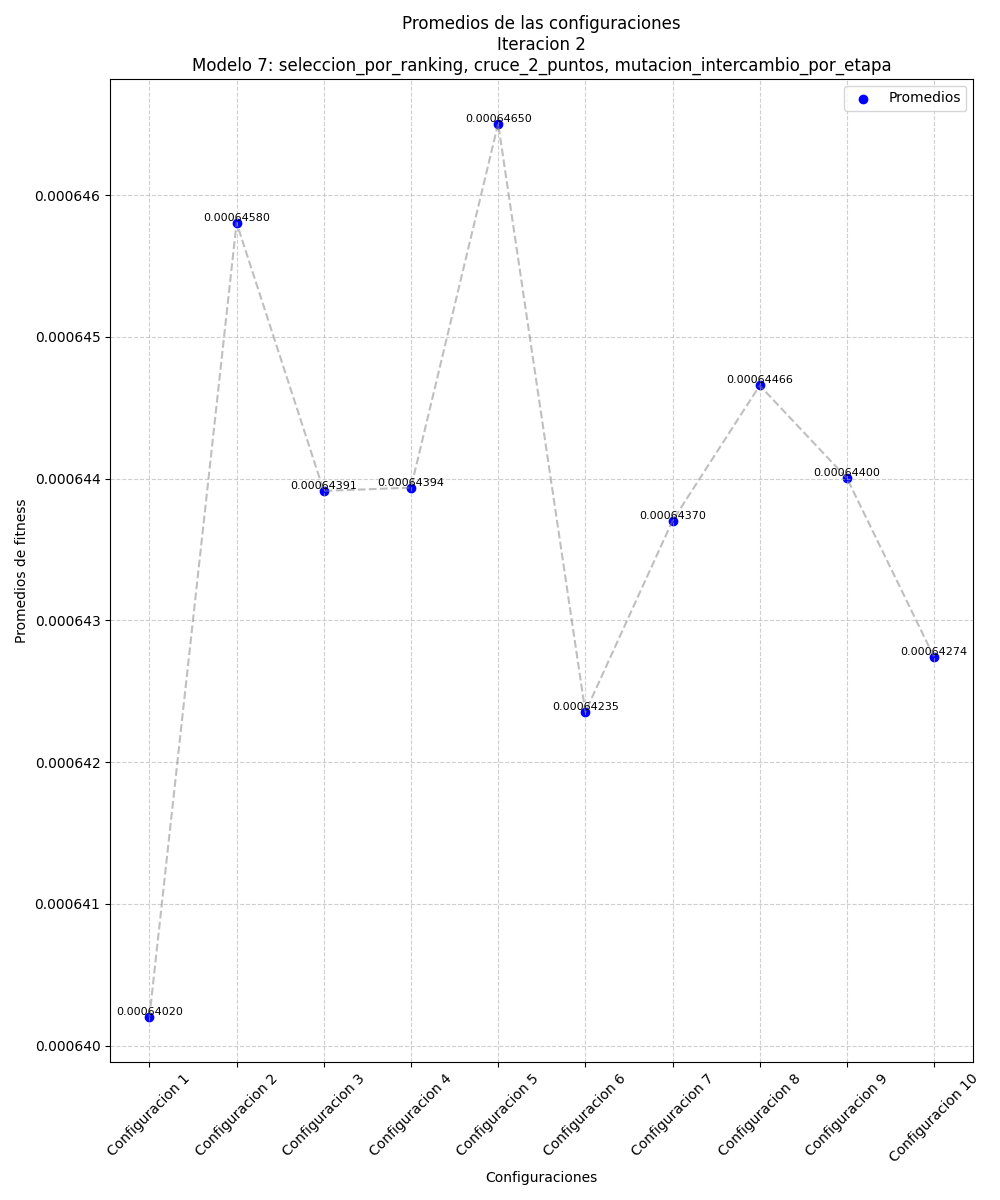 Promedios de las configuraciones
Iteracion 2
Modelo 7: seleccion_por_ranking, cruce_2_puntos, mutacion_intercambio_por_etapa
Promedios
0.00064650
0.000646
0.00064580
0.000645
0.00064466
0.000644
0.00064391
0.00064394
0.00064400
0.00064370
Promedios de fitness
0.000643
0.00064274
0.00064235
0.000642
0.000641
0.00064020
0.000640
Configuracion 1
Configuracion 2
Configuracion 3
Configuracion 4
Configuracion 5
Configuracion 6
Configuracion 7
Configuracion 8
Configuracion 9
Configuracion 10
Configuraciones